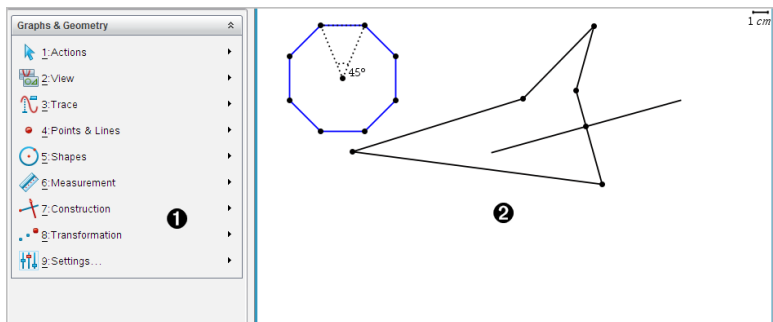 Graphs & Geometry
1:Actions
2:View
3:Trace
4:Points & Lines
5:Shapes
6:Measurement
7:Construction
8:Transformation
9:Settings...
❶
45°
1 cm
❷